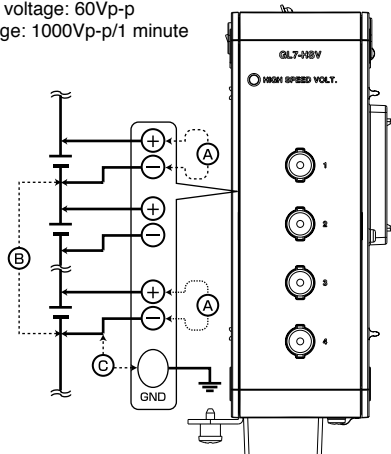 voltage: 60Vp-p
ge: 1000Vp-p/1 minute
GL7-HSV
HIGH SPEED VOLT.
+
A
−
1
+
−
2
B
3
+
A
−
4
C
GND